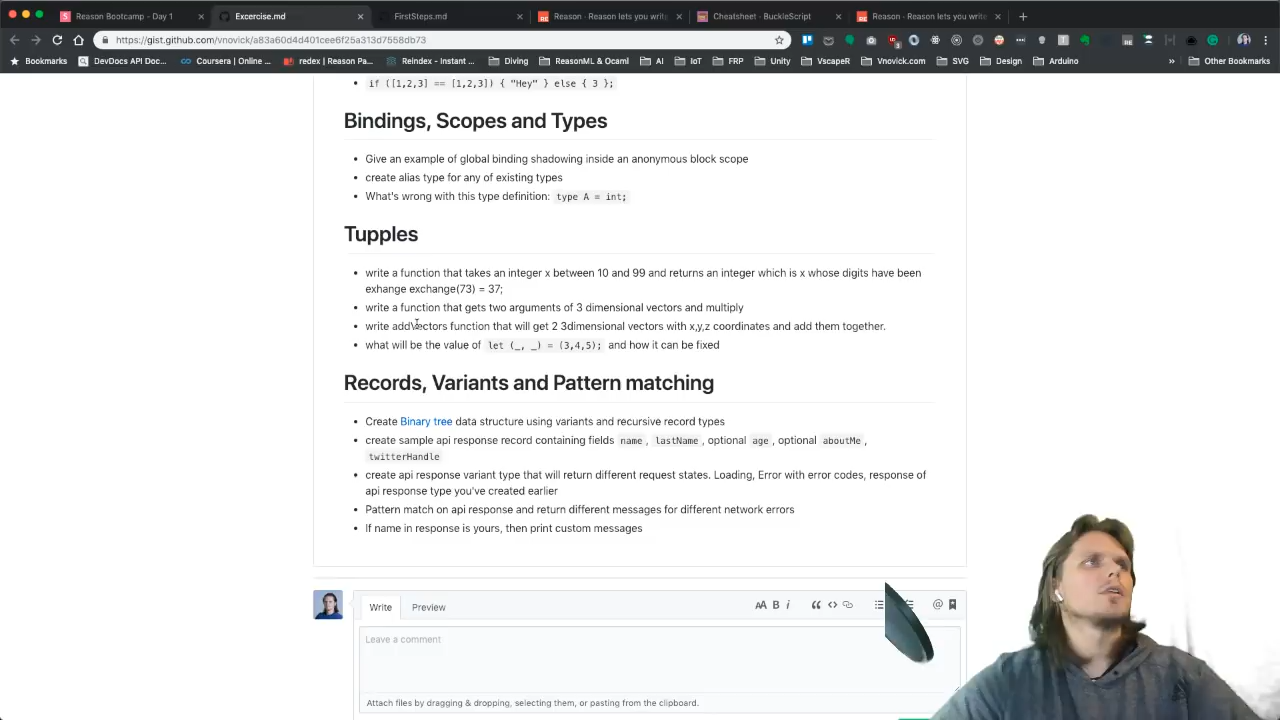 Reason Bootcamp - Day 1
Excercise.md
FirstSteps.md
Reason · Reason lets you write
Cheatsheet — BuckleScript
Reason · Reason lets you write
https://gist.github.com/vnovick/a83a60d4d401cee6f25a313d7558db73
Bookmarks
DevDocs API Doc...
Coursera | Online ...
redex | Reason Pa...
Reindex - Instant ...
Diving
ReasonML & Ocaml
AI
IoT
FRP
Unity
VscapeR
Vnovick.com
SVG
Design
Arduino
»
Other Bookmarks
• if ([1,2,3] == [1,2,3]) { "Hey" } else { 3 };
Bindings, Scopes and Types
• Give an example of global binding shadowing inside an anonymous block scope
• create alias type for any of existing types
• What's wrong with this type definition: type A = int;
Tupples
• write a function that takes an integer x between 10 and 99 and returns an integer which is x whose digits have been
exhange exchange(73) = 37;
• write a function that gets two arguments of 3 dimensional vectors and multiply
• write addVectors function that will get 2 3dimensional vectors with x,y,z coordinates and add them together.
• what will be the value of let (_, _) = (3,4,5); and how it can be fixed
Records, Variants and Pattern matching
• Create Binary tree data structure using variants and recursive record types
• create sample api response record containing fields name, lastName, optional age, optional aboutMe,
twitterHandle
• create api response variant type that will return different request states. Loading, Error with error codes, response of
api response type you've created earlier
• Pattern match on api response and return different messages for different network errors
• If name in response is yours, then print custom messages
Write
Preview
AA B i
Leave a comment
Attach files by dragging & dropping, selecting them, or pasting from the clipboard.